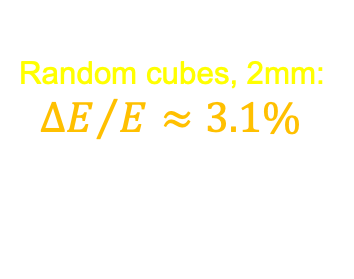 Random cubes, 2mm:
Δ𝐸/𝐸 ≈ 3.1%